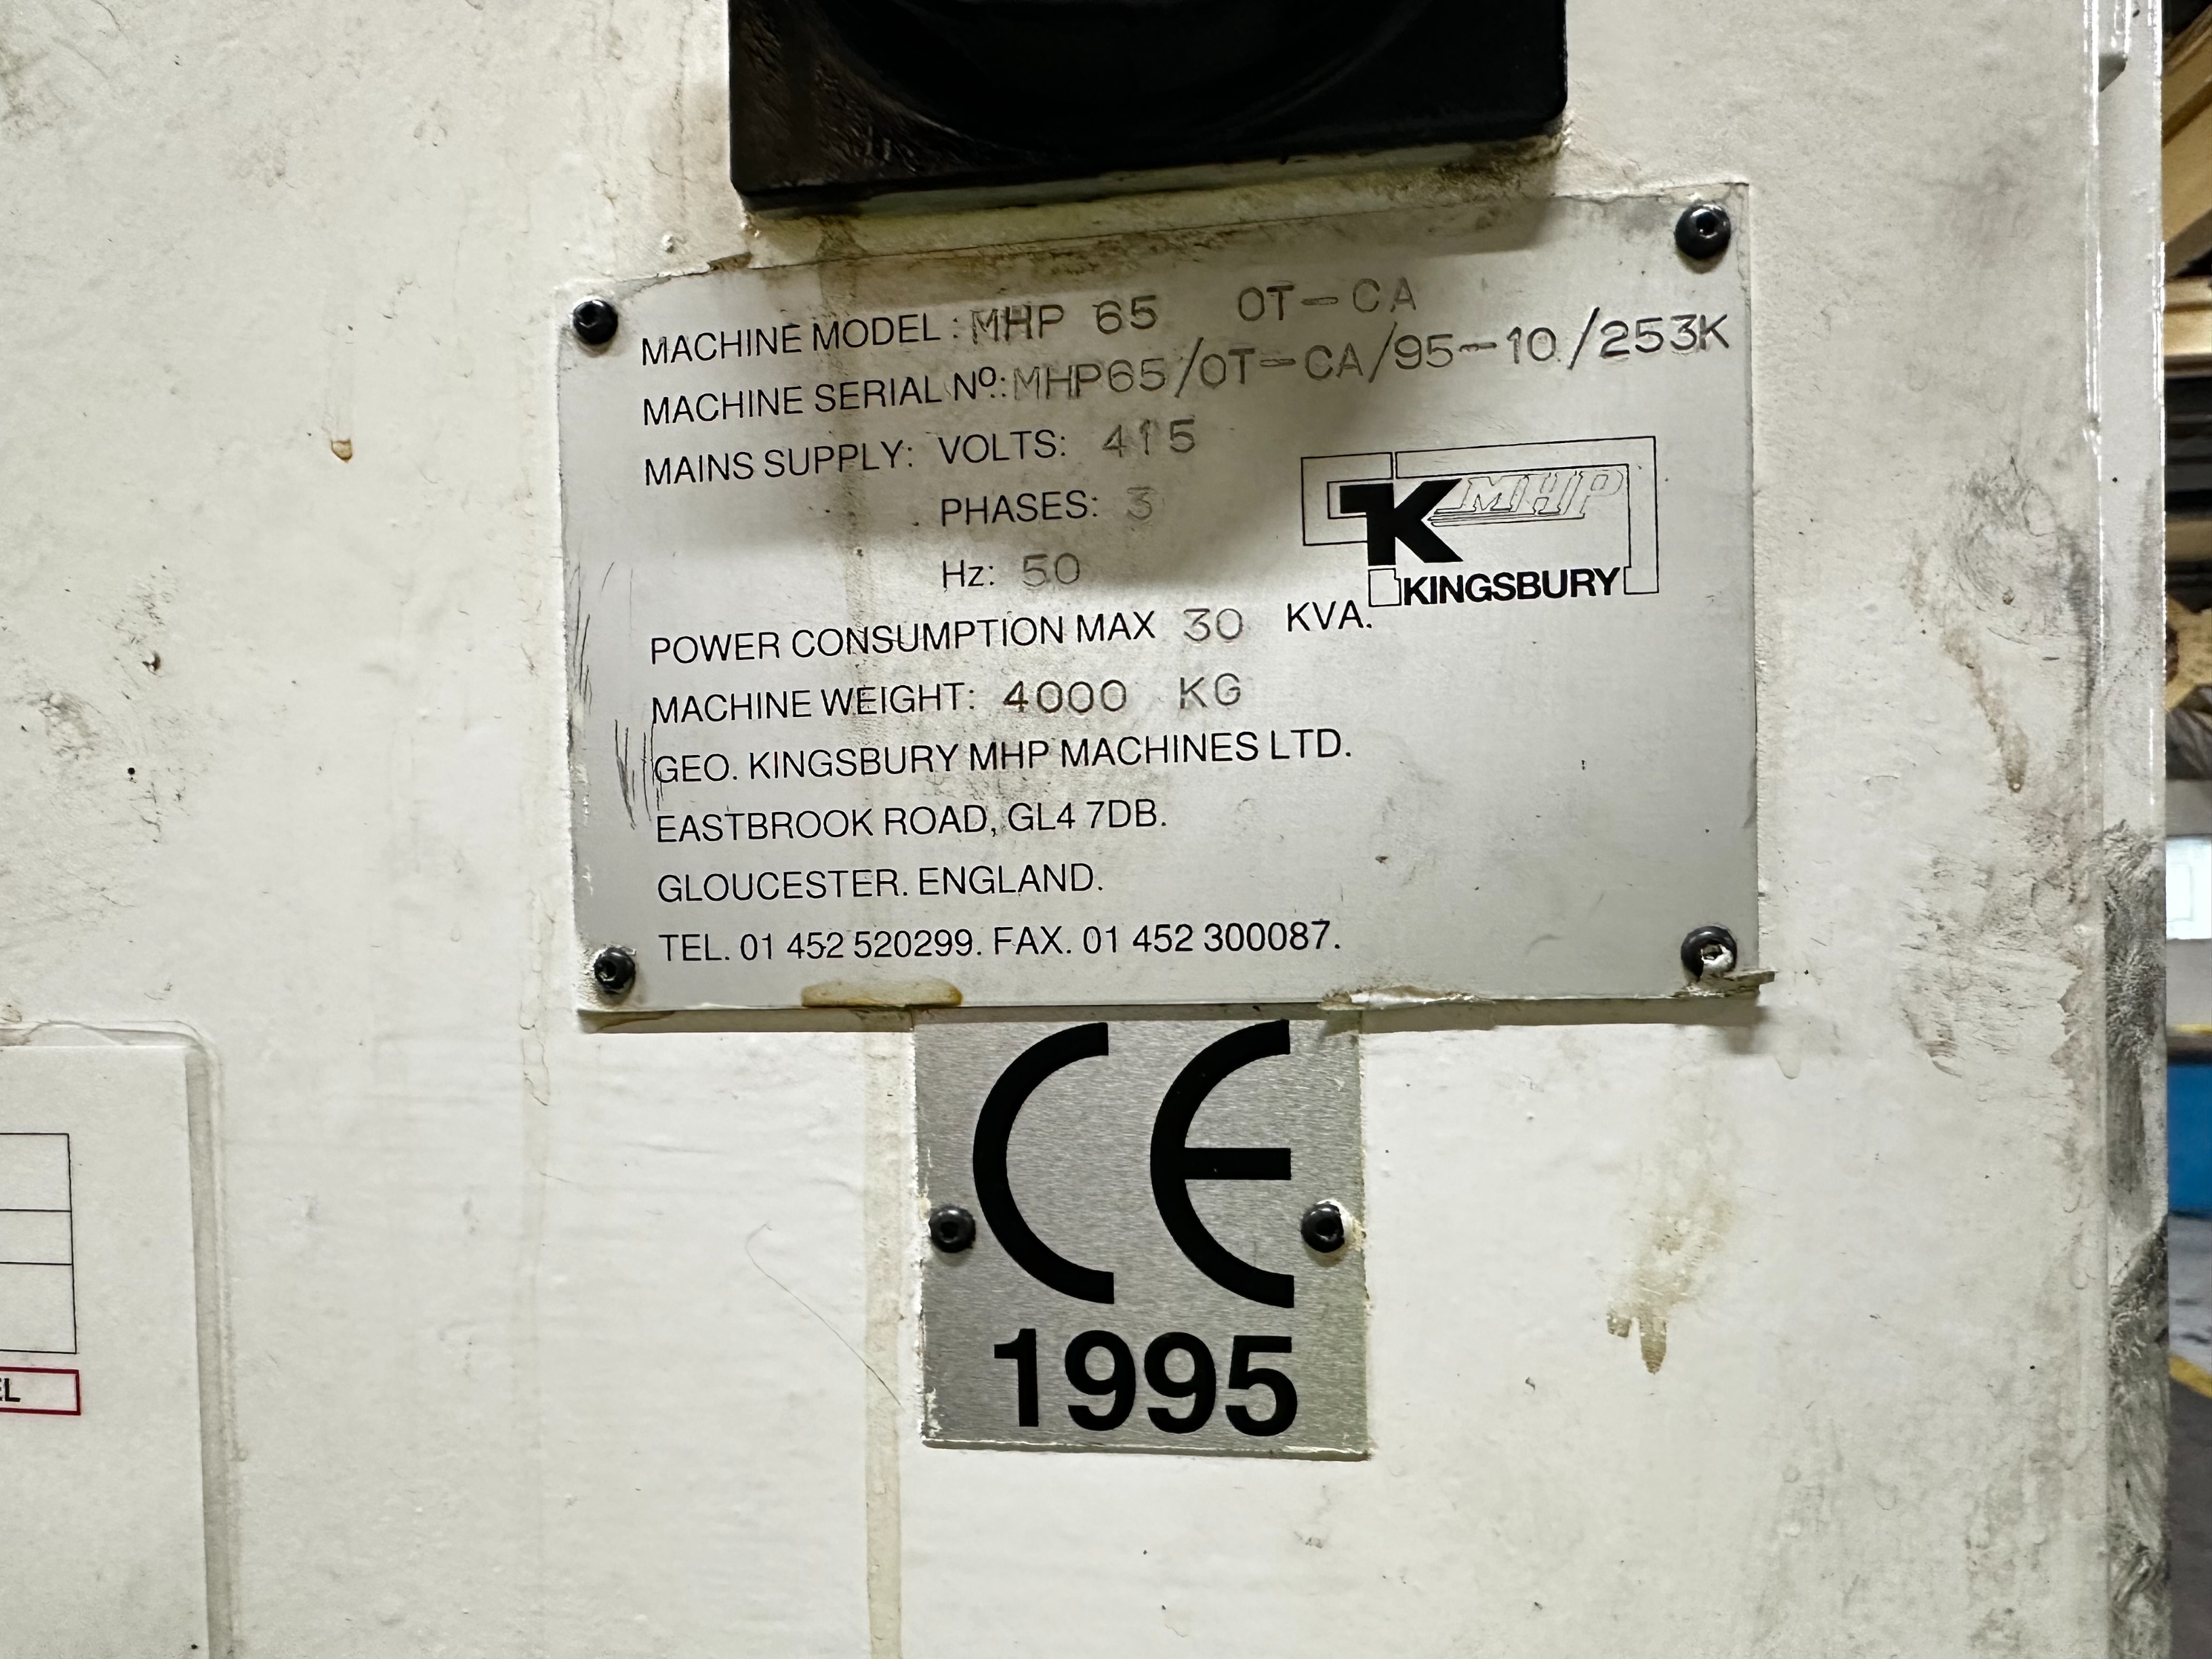 MACHINE MODEL: MHP 65 OT-CA
MACHINE SERIAL Nº: MHP65/OT-CA/95-10/253K
MAINS SUPPLY: VOLTS: 415
PHASES: 3
Hz: 50
K MHP
KINGSBURY
POWER CONSUMPTION MAX 30 KVA.
MACHINE WEIGHT: 4000 KG
GEO. KINGSBURY MHP MACHINES LTD.
EASTBROOK ROAD, GL4 7DB.
GLOUCESTER. ENGLAND.
TEL. 01 452 520299. FAX. 01 452 300087.
CE
1995